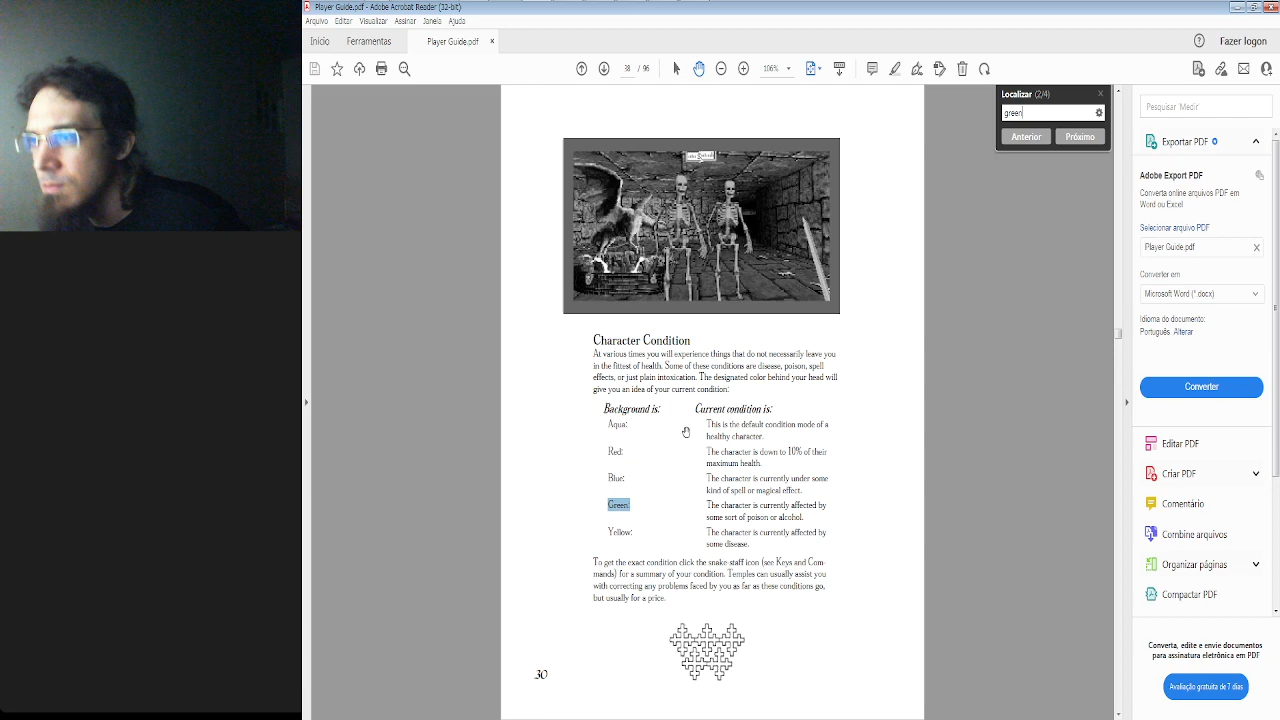 Player Guide.pdf - Adobe Acrobat Reader (32-bit)
Arquivo Editar Visualizar Assinar Janela Ajuda
Início Ferramentas Player Guide.pdf x Fazer logon
38 / 96 106%
Localizar (2/4)
green
Anterior Próximo
Character Condition
At various times you will experience things that do not necessarily leave you
in the fittest of health. Some of these conditions are disease, poison, spell
effects, or just plain intoxication. The designated color behind your head will
give you an idea of your current condition:
Background is: Current condition is:
Aqua: This is the default condition mode of a
healthy character.
Red: The character is down to 10% of their
maximum health.
Blue: The character is currently under some
kind of spell or magical effect.
Green: The character is currently affected by
some sort of poison or alcohol.
Yellow: The character is currently affected by
some disease.
To get the exact condition click the snake-staff icon (see Keys and Com-
mands) for a summary of your condition. Temples can usually assist you
with correcting any problems faced by you as far as these conditions go,
but usually for a price.
30
Pesquisar 'Medir'
Exportar PDF
Adobe Export PDF
Converta online arquivos PDF em
Word ou Excel
Selecionar arquivo PDF
Player Guide.pdf
Converter em
Microsoft Word (*.docx)
Idioma do documento:
Português Alterar
Converter
Editar PDF
Criar PDF
Comentário
Combine arquivos
Organizar páginas
Compactar PDF
Converta, edite e envie documentos
para assinatura eletrônica em PDF
Avaliação gratuita de 7 dias